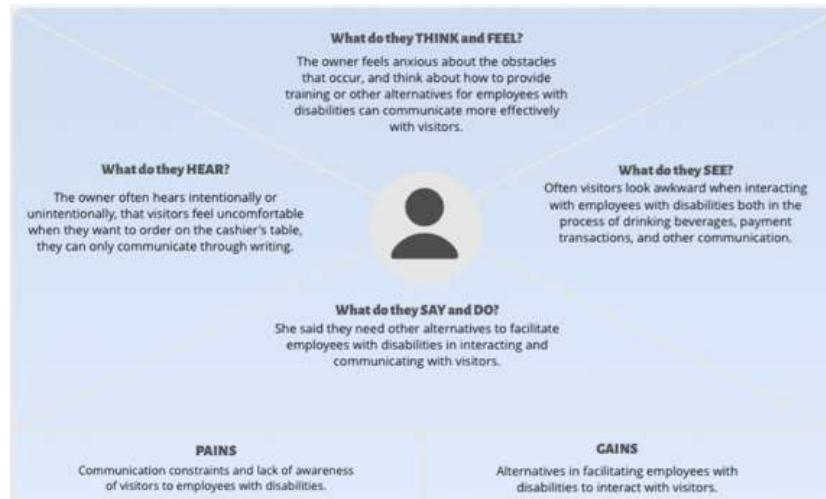 What do they THINK and FEEL?
The owner feels anxious about the obstacles
that occur, and think about how to provide
training or other alternatives for employees with
disabilities can communicate more effectively
with visitors.
What do they HEAR?
The owner often hears intentionally or
unintentionally, that visitors feel uncomfortable
when they want to order on the cashier's table,
they can only communicate through writing.
What do they SEE?
Often visitors look awkward when interacting
with employees with disabilities both in the
process of drinking beverages, payment
transactions, and other communication.
What do they SAY and DO?
She said they need other alternatives to facilitate
employees with disabilities in interacting and
communicating with visitors.
PAINS
Communication constraints and lack of awareness
of visitors to employees with disabilities.
GAINS
Alternatives in facilitating employees with
disabilities to interact with visitors.